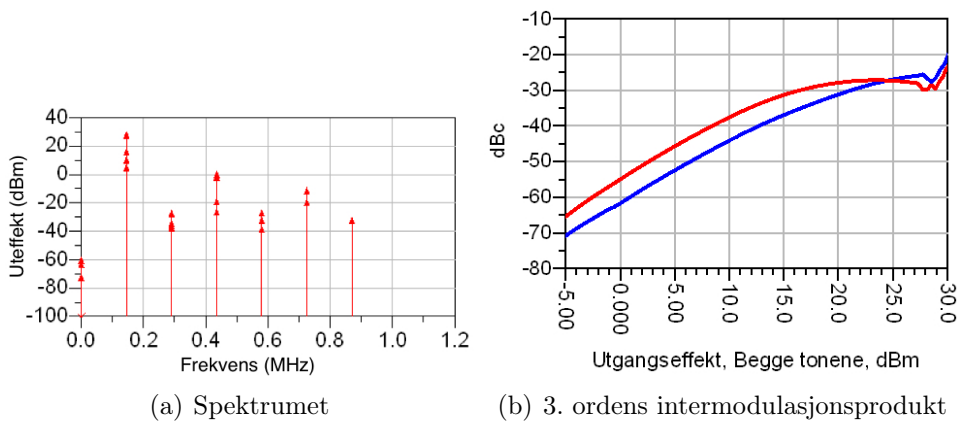 40
20
0
-20
-40
-60
-80
-100
Uteffekt (dBm)
0.0 0.2 0.4 0.6 0.8 1.0 1.2
Frekvens (MHz)
(a) Spektrumet
-10
-20
-30
-40
-50
-60
-70
-80
dBc
-5.00 0.000 5.00 10.0 15.0 20.0 25.0 30.0
Utgangseffekt, Begge tonene, dBm
(b) 3. ordens intermodulasjonsprodukt